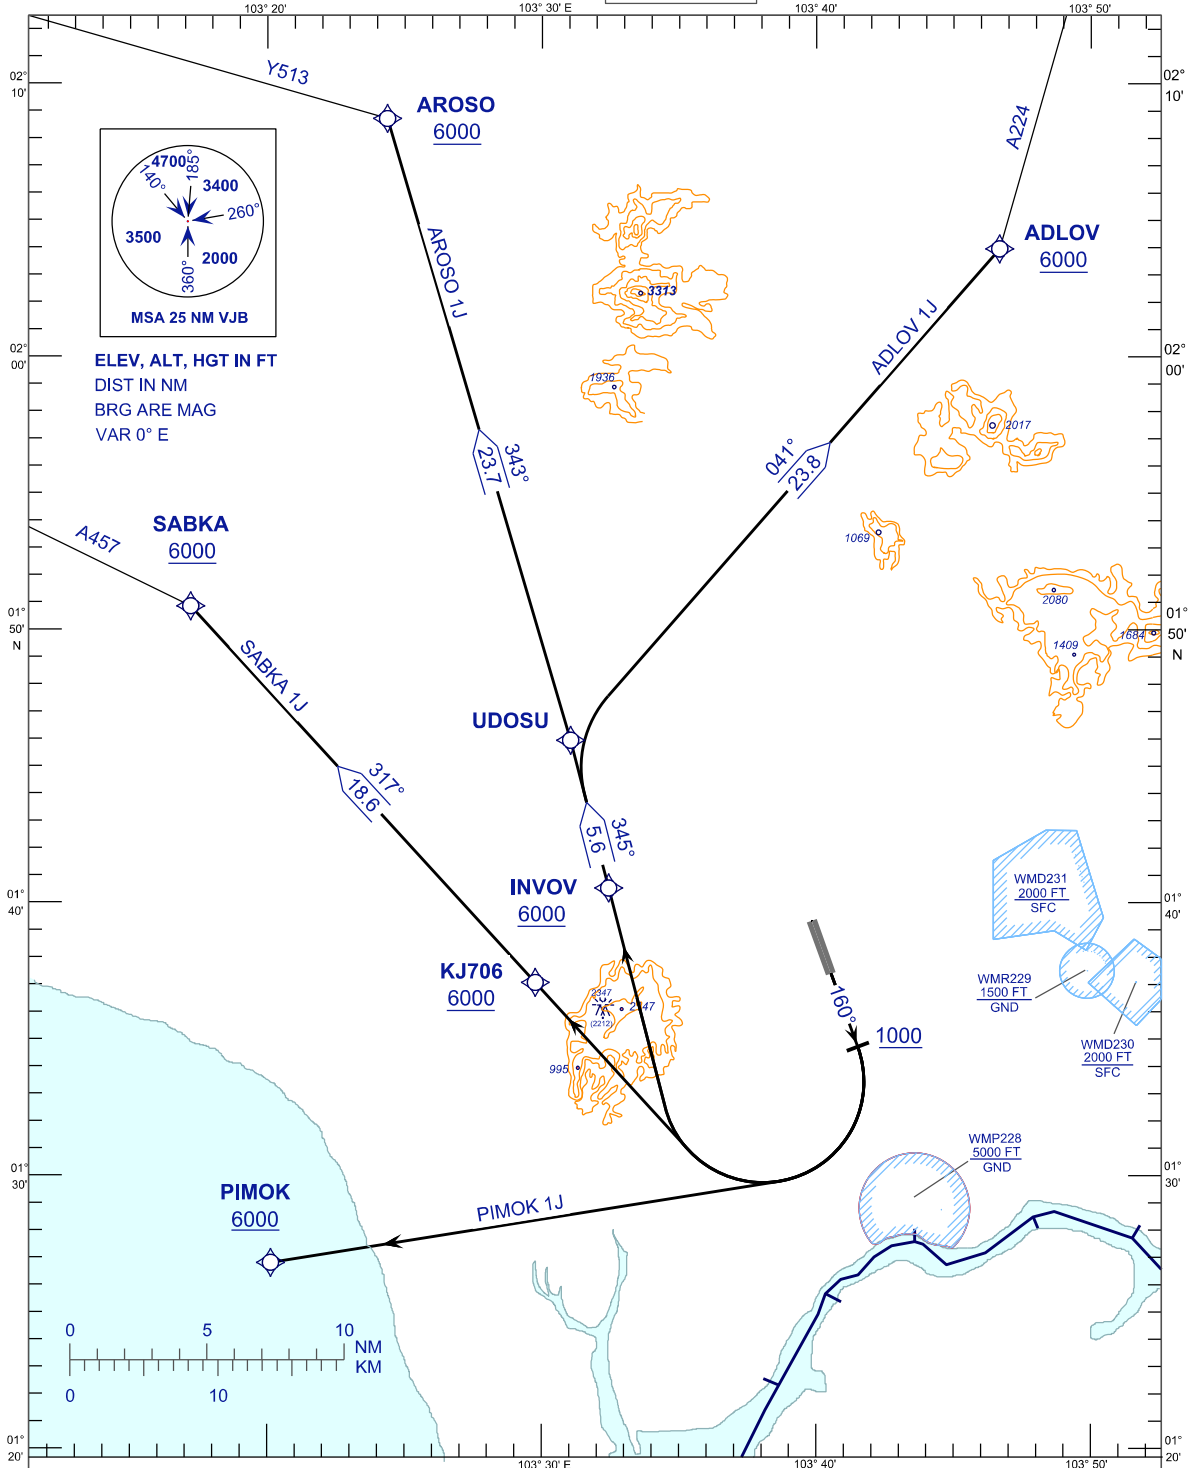 103° 20'
103° 30' E
103° 40'
103° 50'
02°
10'
02°
10'
Y513
A224
AROSO
6000
4700
185°
140°
3400
260°
3500
2000
360°
MSA 25 NM VJB
ADLOV
6000
AROSO 1J
3313
ELEV, ALT, HGT IN FT
DIST IN NM
BRG ARE MAG
VAR 0° E
02°
00'
02°
00'
ADLOV 1J
1936
2017
343°
23.7
041°
23.8
SABKA
6000
A457
1069
2080
1409
1684
01°
50'
N
01°
50'
N
SABKA 1J
UDOSU
317°
18.6
345°
5.6
INVOV
6000
WMD231
2000 FT
SFC
01°
40'
01°
40'
KJ706
6000
2347
2247
(2212)
995
160°
1000
WMR229
1500 FT
GND
WMD230
2000 FT
SFC
WMP228
5000 FT
GND
01°
30'
01°
30'
PIMOK
6000
PIMOK 1J
0
5
10
NM
KM
0
10
01°
20'
01°
20'
103° 20'
103° 30' E
103° 40'
103° 50'